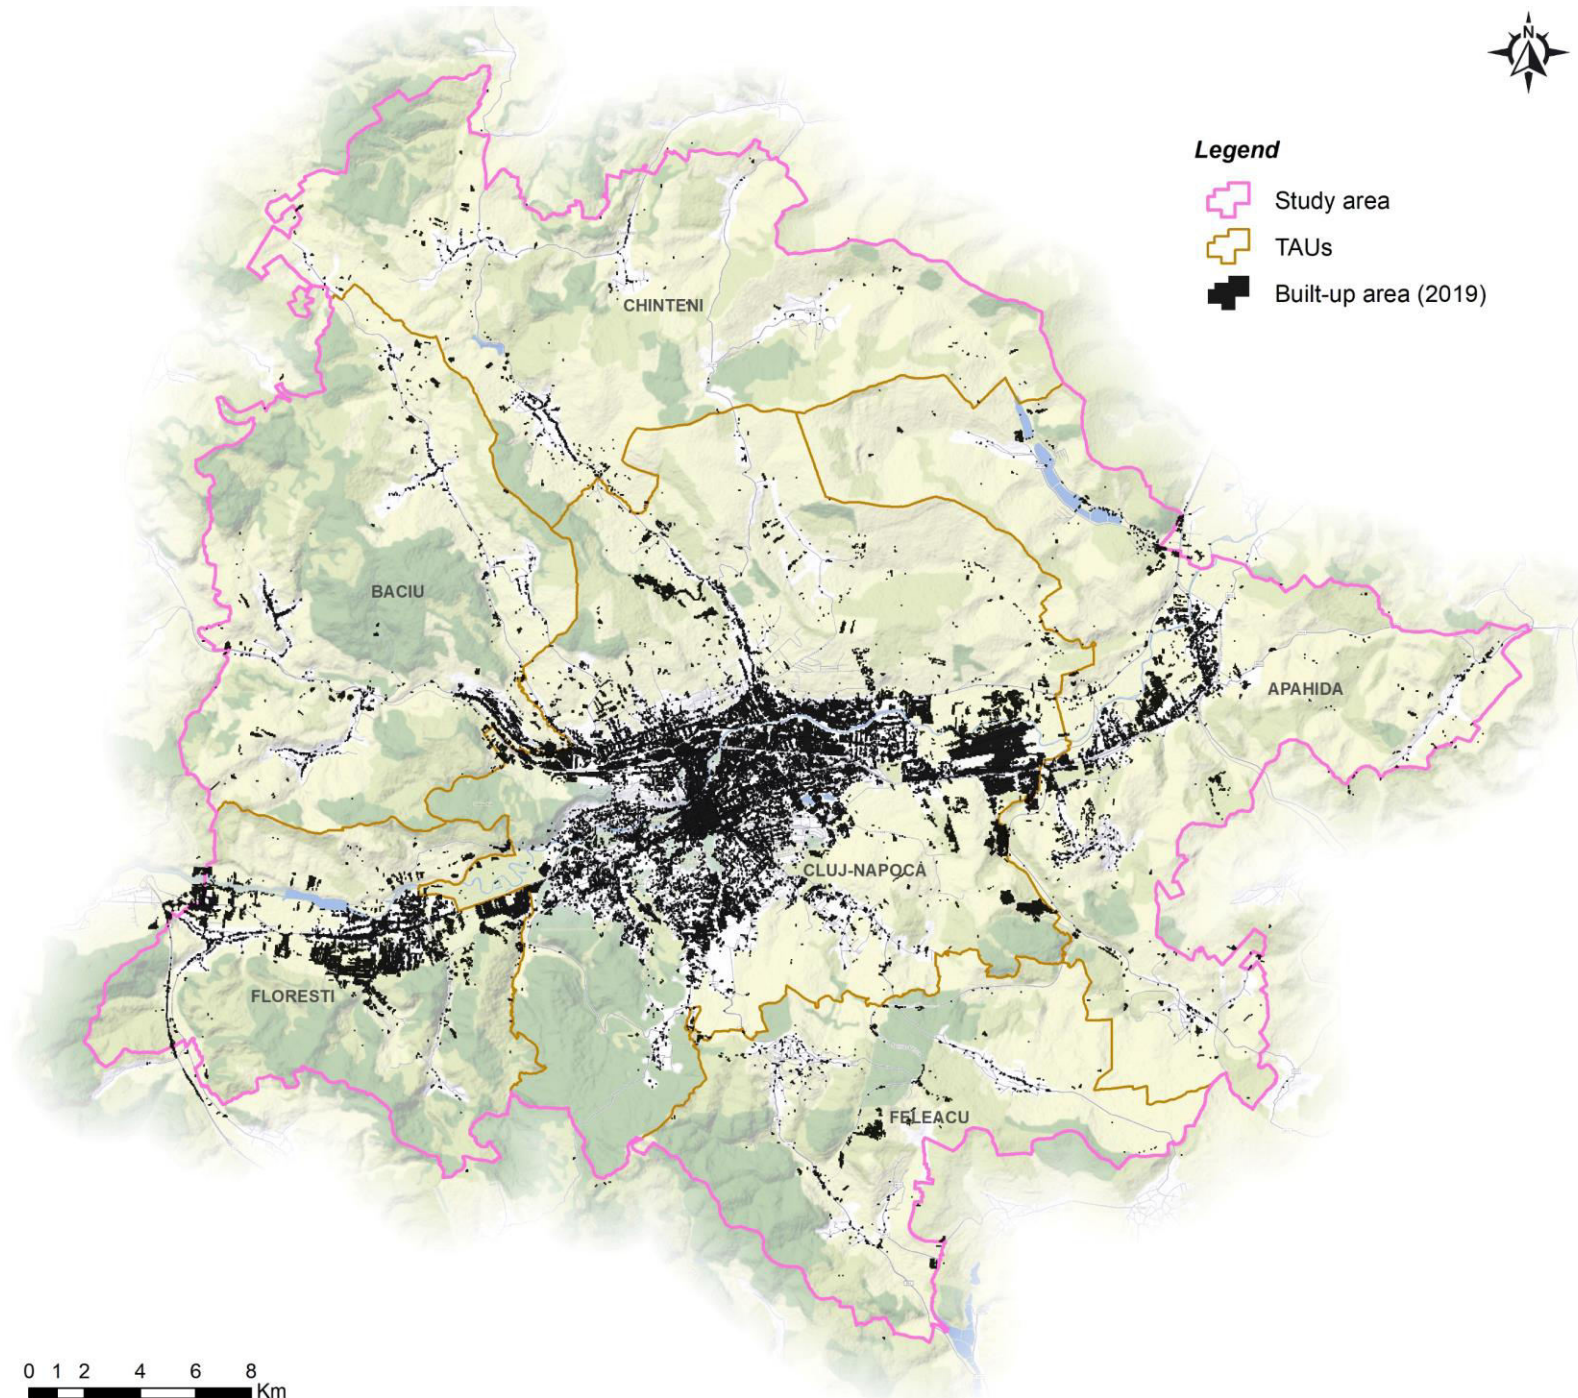 N
Legend
Study area
TAUs
Built-up area (2019)
CHINTENI
BACIU
APAHIDA
CLUJ-NAPOCA
FLORESTI
FELEACU
0 1 2 4 6 8
Km